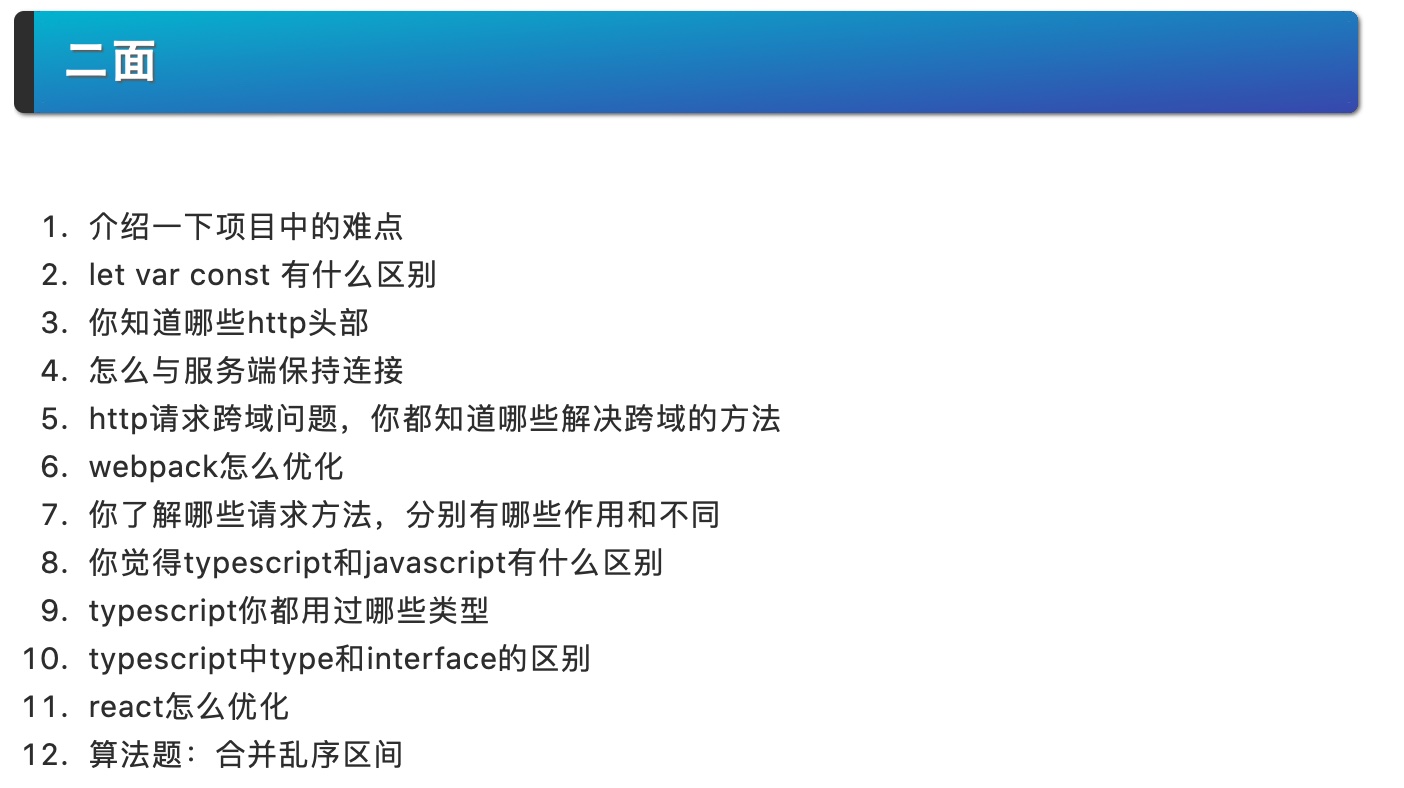 二面
1. 介绍一下项目中的难点
2. let var const 有什么区别
3. 你知道哪些http头部
4. 怎么与服务端保持连接
5. http请求跨域问题，你都知道哪些解决跨域的方法
6. webpack怎么优化
7. 你了解哪些请求方法，分别有哪些作用和不同
8. 你觉得typescript和javascript有什么区别
9. typescript你都用过哪些类型
10. typescript中type和interface的区别
11. react怎么优化
12. 算法题：合并乱序区间